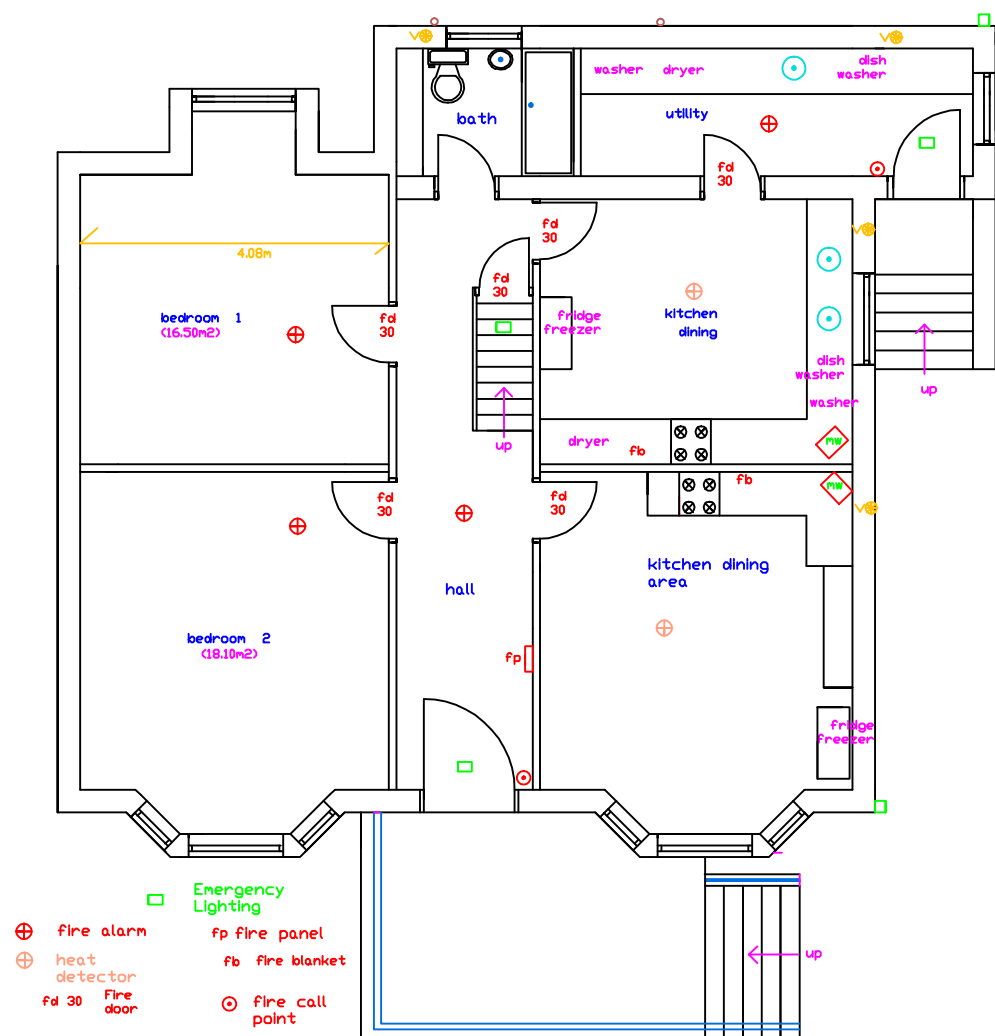 washer dryer
dish
washer
bath
utility
fd
30
fd
30
4.08m
fd
30
bedroom 1
(16.50m2)
fd
30
fridge
freezer
kitchen
dining
dish
washer
up
washer
up
dryer
fb
mw
fb
mw
fd
30
fd
30
kitchen dining
area
hall
bedroom 2
(18.10m2)
fp
fridge
freezer
Emergency
Lighting
fire alarm
fp fire panel
heat
detector
fb fire blanket
up
fd 30 Fire
door
fire call
point